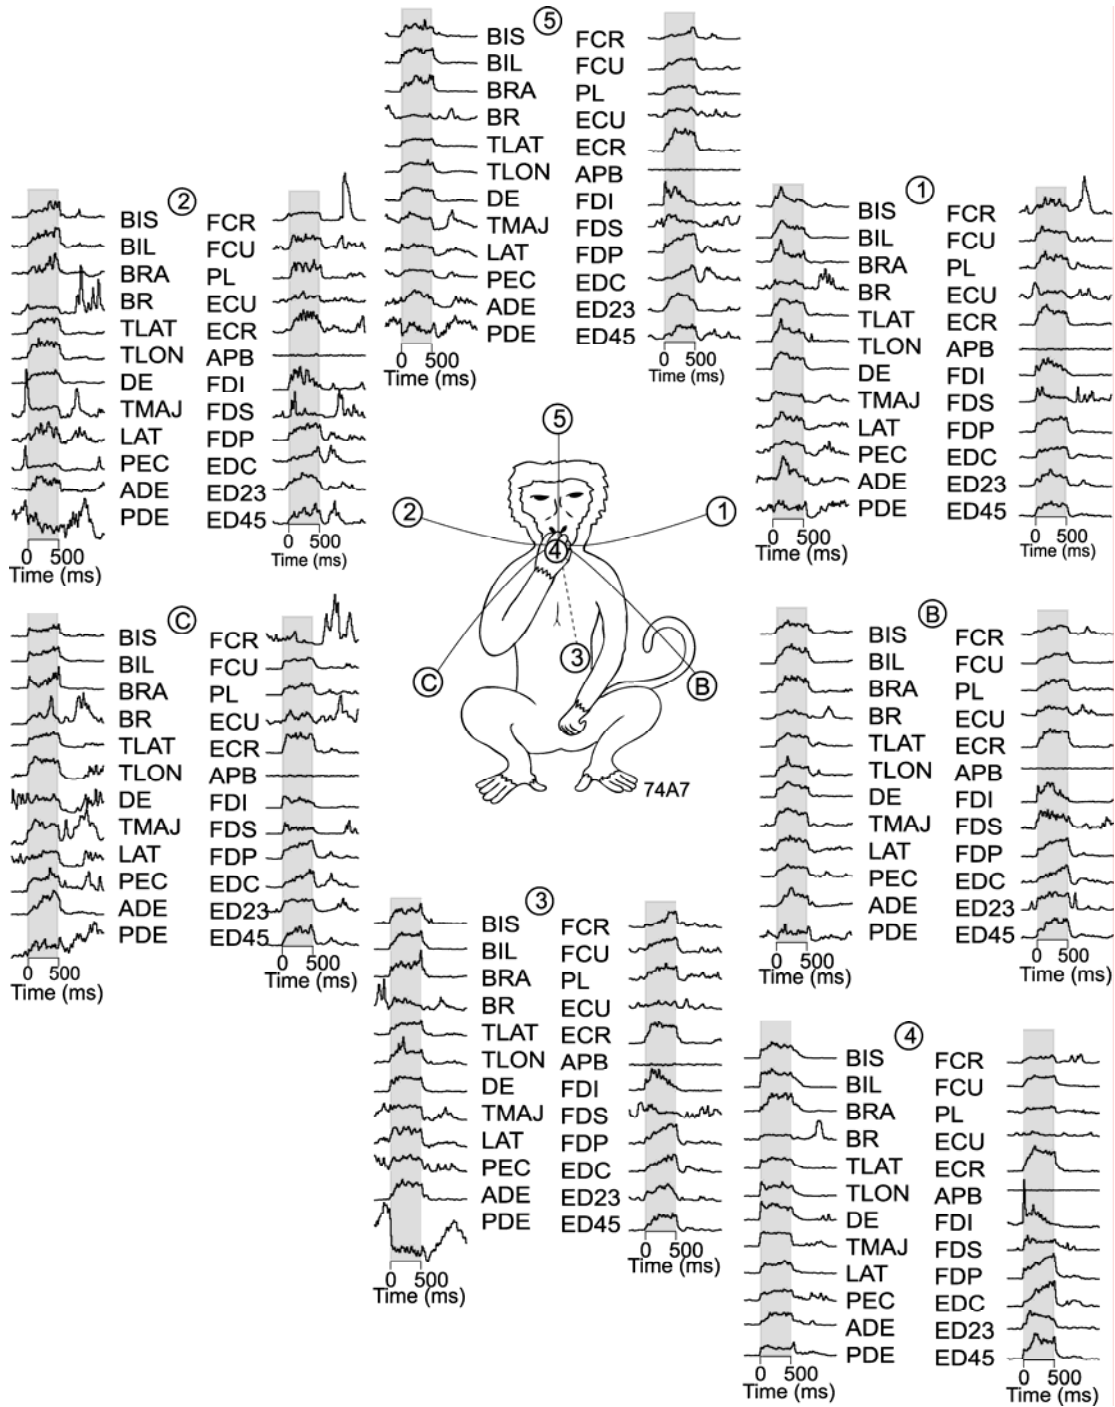 5
BIS FCR
BIL FCU
BRA PL
BR ECU
TLAT ECR
TLON APB
DE FDI
TMAJ FDS
LAT FDP
PEC EDC
ADE ED23
PDE ED45
0 500 0 500
Time (ms) Time (ms)
2
BIS FCR
BIL FCU
BRA PL
BR ECU
TLAT ECR
TLON APB
DE FDI
TMAJ FDS
LAT FDP
PEC EDC
ADE ED23
PDE ED45
0 500 0 500
Time (ms) Time (ms)
1
BIS FCR
BIL FCU
BRA PL
BR ECU
TLAT ECR
TLON APB
DE FDI
TMAJ FDS
LAT FDP
PEC EDC
ADE ED23
PDE ED45
0 500 0 500
Time (ms) Time (ms)
5
2 1
4
3
C B
74A7
C
BIS FCR
BIL FCU
BRA PL
BR ECU
TLAT ECR
TLON APB
DE FDI
TMAJ FDS
LAT FDP
PEC EDC
ADE ED23
PDE ED45
0 500 0 500
Time (ms) Time (ms)
B
BIS FCR
BIL FCU
BRA PL
BR ECU
TLAT ECR
TLON APB
DE FDI
TMAJ FDS
LAT FDP
PEC EDC
ADE ED23
PDE ED45
0 500 0 500
Time (ms) Time (ms)
3
BIS FCR
BIL FCU
BRA PL
BR ECU
TLAT ECR
TLON APB
DE FDI
TMAJ FDS
LAT FDP
PEC EDC
ADE ED23
PDE ED45
0 500 0 500
Time (ms) Time (ms)
4
BIS FCR
BIL FCU
BRA PL
BR ECU
TLAT ECR
TLON APB
DE FDI
TMAJ FDS
LAT FDP
PEC EDC
ADE ED23
PDE ED45
0 500 0 500
Time (ms) Time (ms)